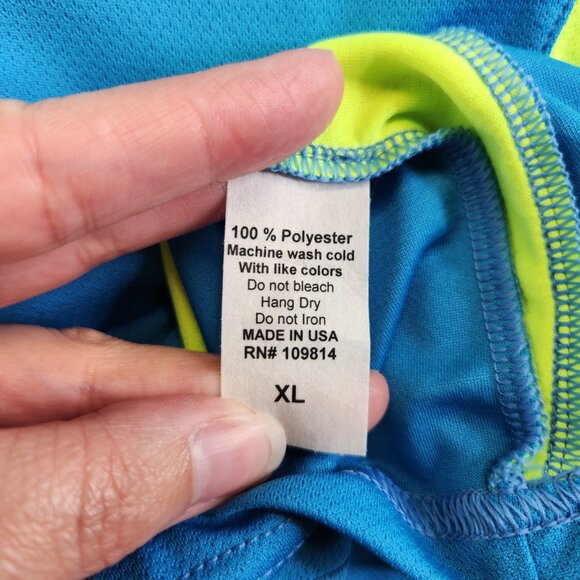 100 % Polyester
Machine wash cold
With like colors
Do not bleach
Hang Dry
Do not Iron
MADE IN USA
RN# 109814
XL